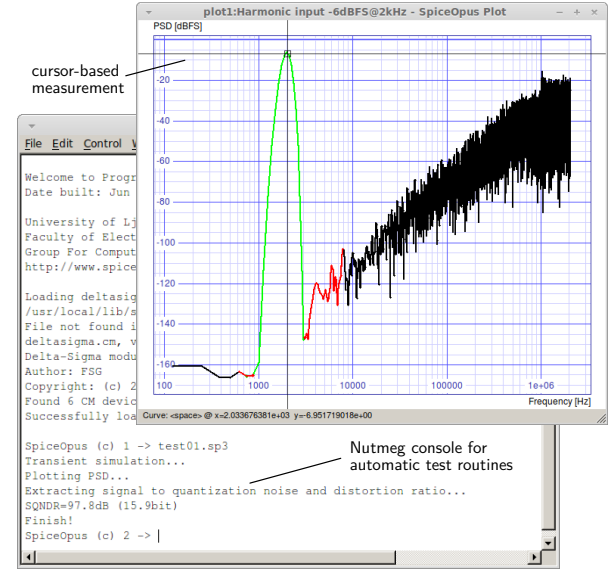 plot1:Harmonic input -6dBFS@2kHz - SpiceOpus Plot
PSD [dBFS]
-20
-40
-60
-80
-100
-120
-140
-160
100
1000
10000
100000
1e+06
Frequency [Hz]
Curve: <space> @ x=2.033676381e+03 y=-6.951719018e+00
cursor-based
measurement
File Edit Control
Welcome to Progr
Date built: Jun
University of Lj
Faculty of Elect
Group For Comput
http://www.spice
Loading deltasig
/usr/local/lib/s
File not found i
deltasigma.cm, v
Delta-Sigma modu
Author: FSG
Copyright: (c) 2
Found 6 CM devic
Successfully loa
SpiceOpus (c) 1 -> test01.sp3
Transient simulation...
Plotting PSD...
Extracting signal to quantization noise and distortion ratio...
SQNDR=97.8dB (15.9bit)
Finish!
SpiceOpus (c) 2 ->
Nutmeg console for
automatic test routines